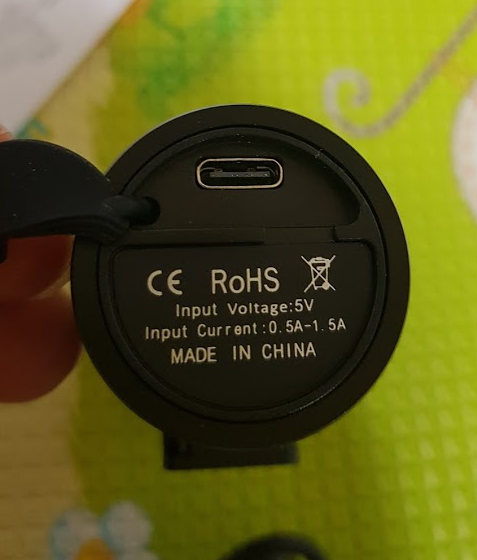 CE RoHS
Input Voltage:5V
Input Current:0.5A-1.5A
MADE IN CHINA